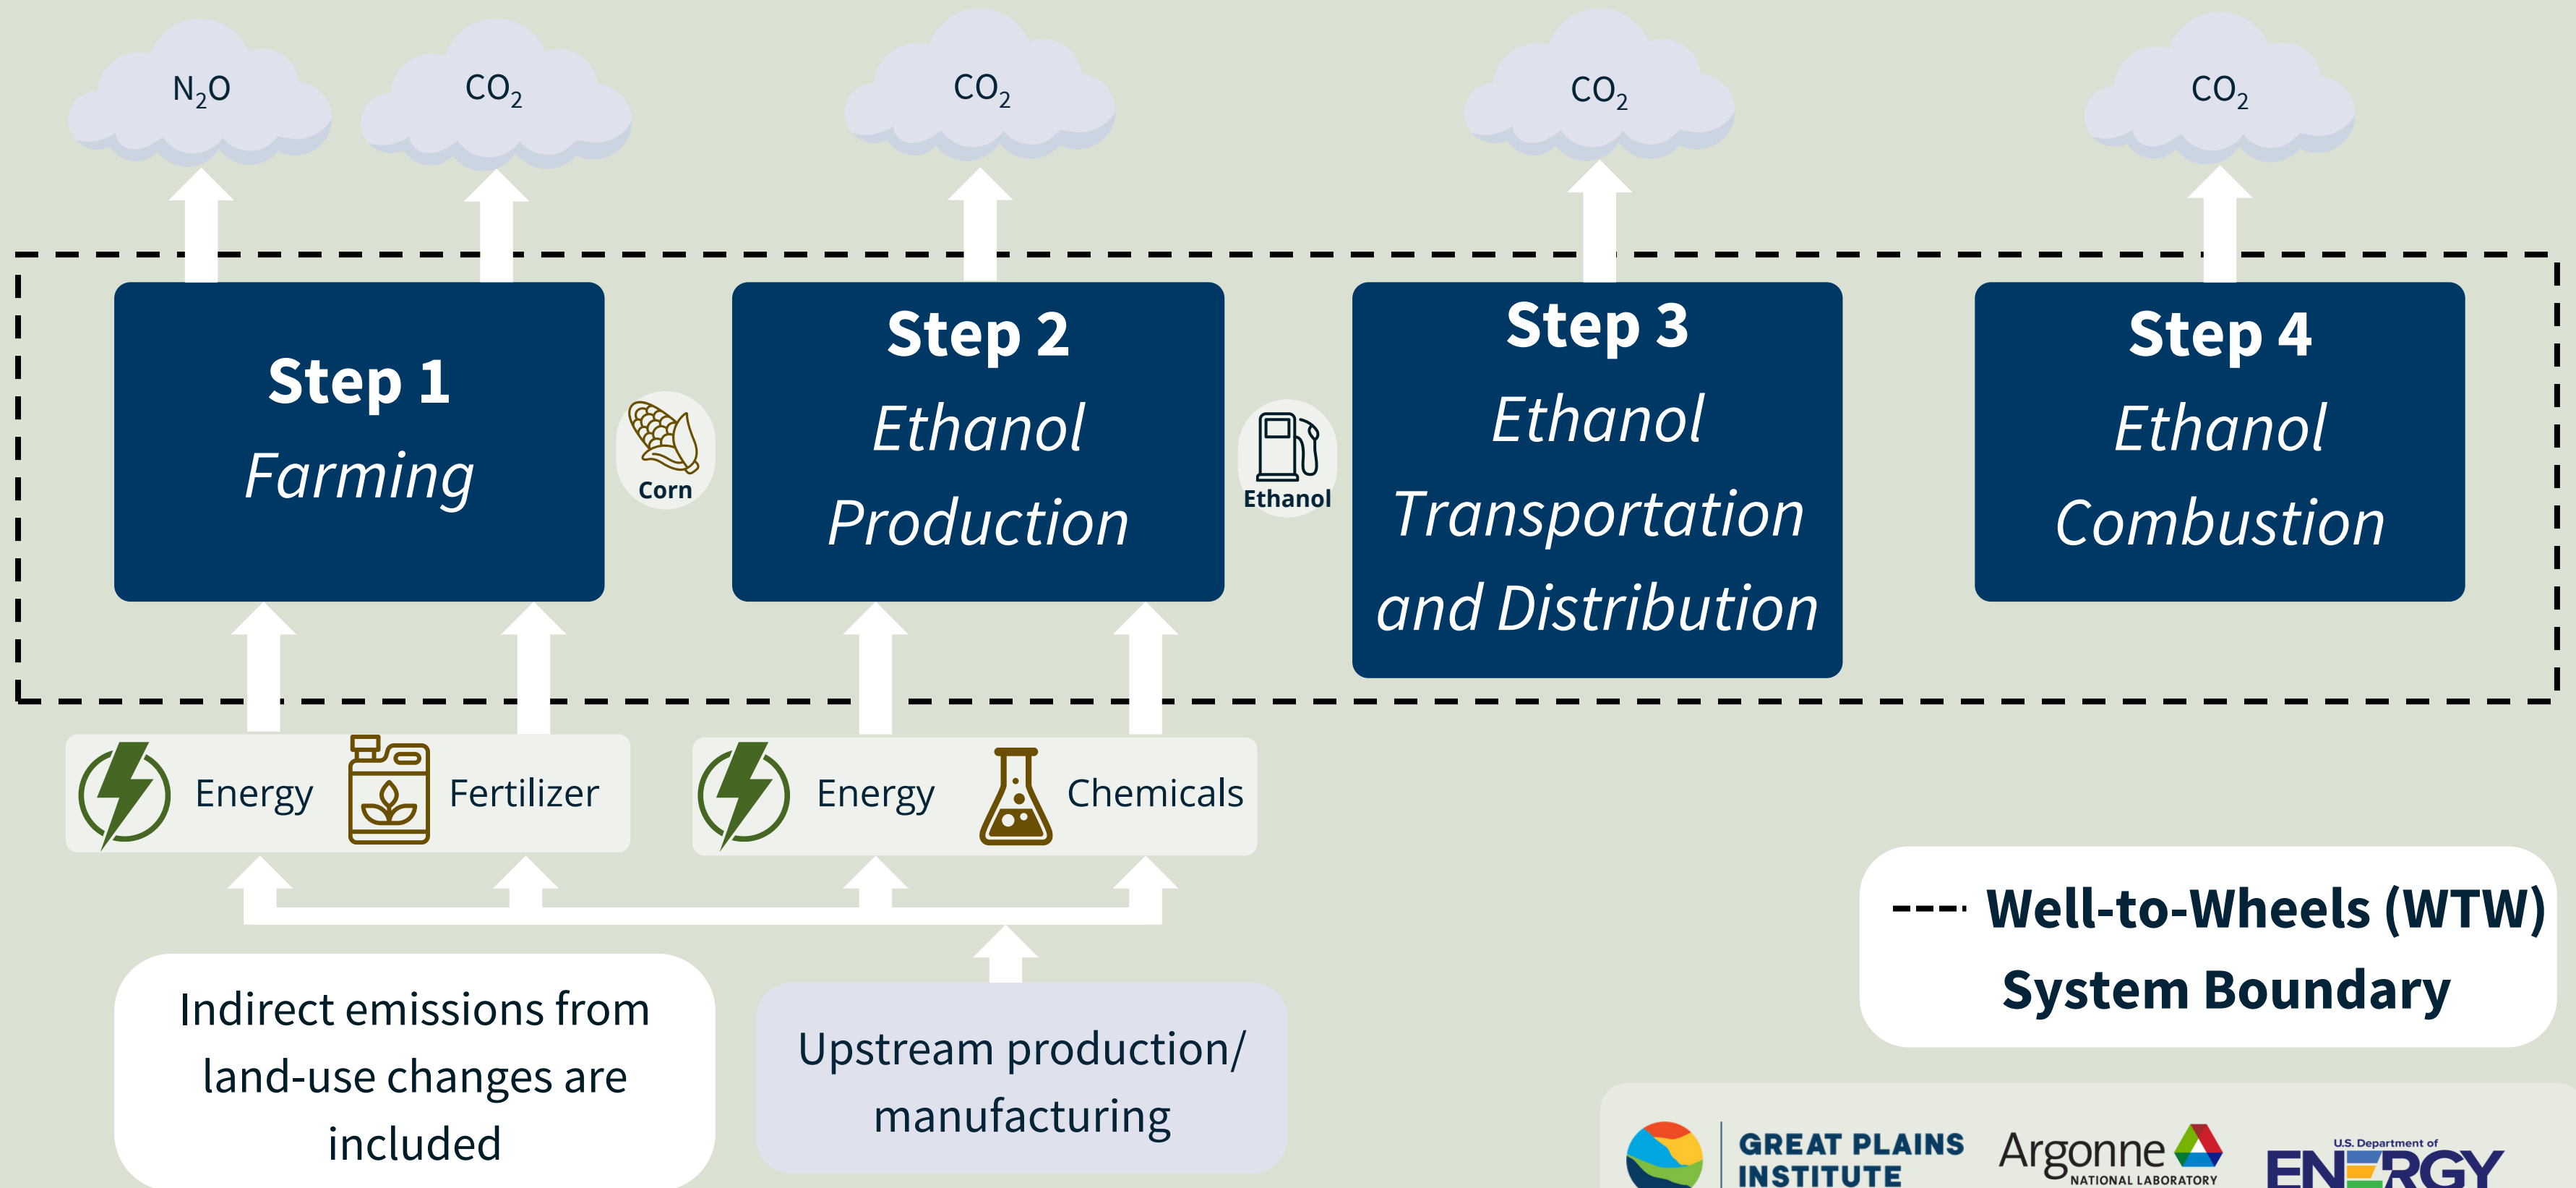 N₂O
CO₂
CO₂
CO₂
CO₂
Step 1
Farming
Corn
Step 2
Ethanol
Production
Ethanol
Step 3
Ethanol
Transportation
and Distribution
Step 4
Ethanol
Combustion
Energy
Fertilizer
Energy
Chemicals
Indirect emissions from
land-use changes are
included
Upstream production/
manufacturing
Well-to-Wheels (WTW)
System Boundary
GREAT PLAINS
INSTITUTE
Argonne
NATIONAL LABORATORY
U.S. Department of
ENERGY